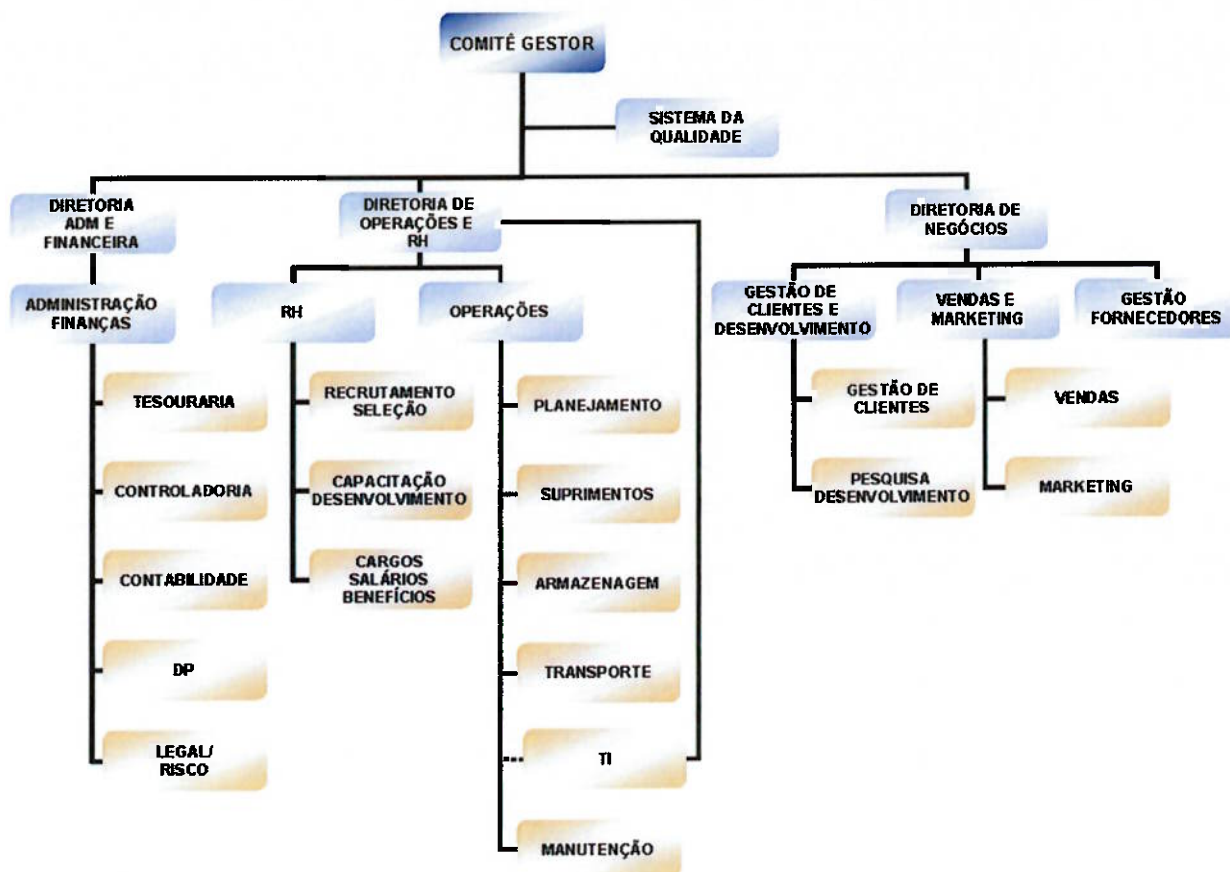 COMITÊ GESTOR
SISTEMA DA
QUALIDADE
DIRETORIA
ADM E
FINANCEIRA
DIRETORIA DE
OPERAÇÕES E
RH
DIRETORIA DE
NEGÓCIOS
ADMINISTRAÇÃO
FINANÇAS
RH
OPERAÇÕES
GESTÃO DE
CLIENTES E
DESENVOLVIMENTO
VENDAS E
MARKETING
GESTÃO
FORNECEDORES
TESOURARIA
CONTROLADORIA
CONTABILIDADE
DP
LEGAL/
RISCO
RECRUTAMENTO
SELEÇÃO
CAPACITAÇÃO
DESENVOLVIMENTO
CARGOS
SALÁRIOS
BENEFÍCIOS
PLANEJAMENTO
SUPRIMENTOS
ARMAZENAGEM
TRANSPORTE
TI
MANUTENÇÃO
GESTÃO DE
CLIENTES
PESQUISA
DESENVOLVIMENTO
VENDAS
MARKETING